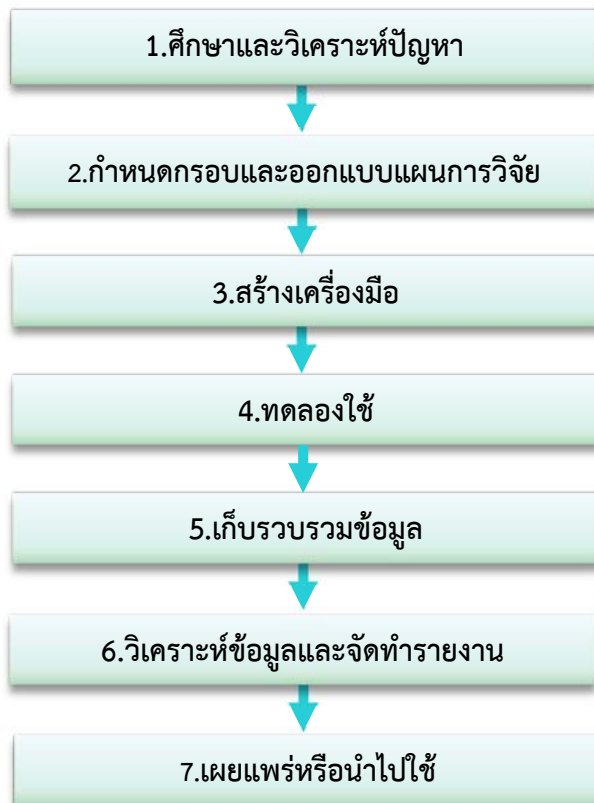 1.ศึกษาและวิเคราะห์ปัญหา
2.กำหนดกรอบและออกแบบแผนการวิจัย
3.สร้างเครื่องมือ
4.ทดลองใช้
5.เก็บรวบรวมข้อมูล
6.วิเคราะห์ข้อมูลและจัดทำรายงาน
7.เผยแพร่หรือนำไปใช้